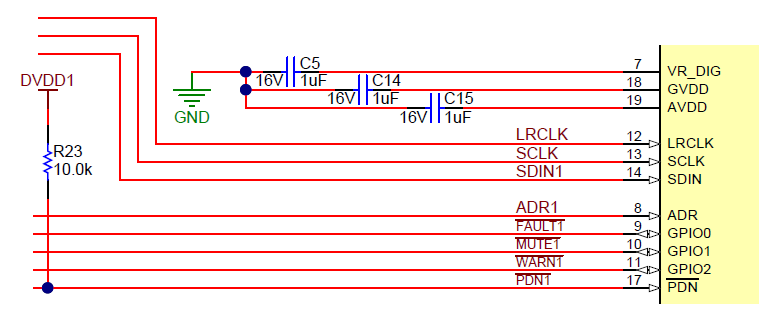 C5 7 VR_DIG
16V 1uF
C14 18 GVDD
DVDD1
16V 1uF
C15 19 AVDD
GND 16V 1uF
LRCLK 12 LRCLK
R23 SCLK 13 SCLK
10.0k SDIN1 14 SDIN
ADR1 8 ADR
FAULT1 9 GPIO0
MUTE1 10 GPIO1
WARN1 11 GPIO2
PDN1 17 PDN